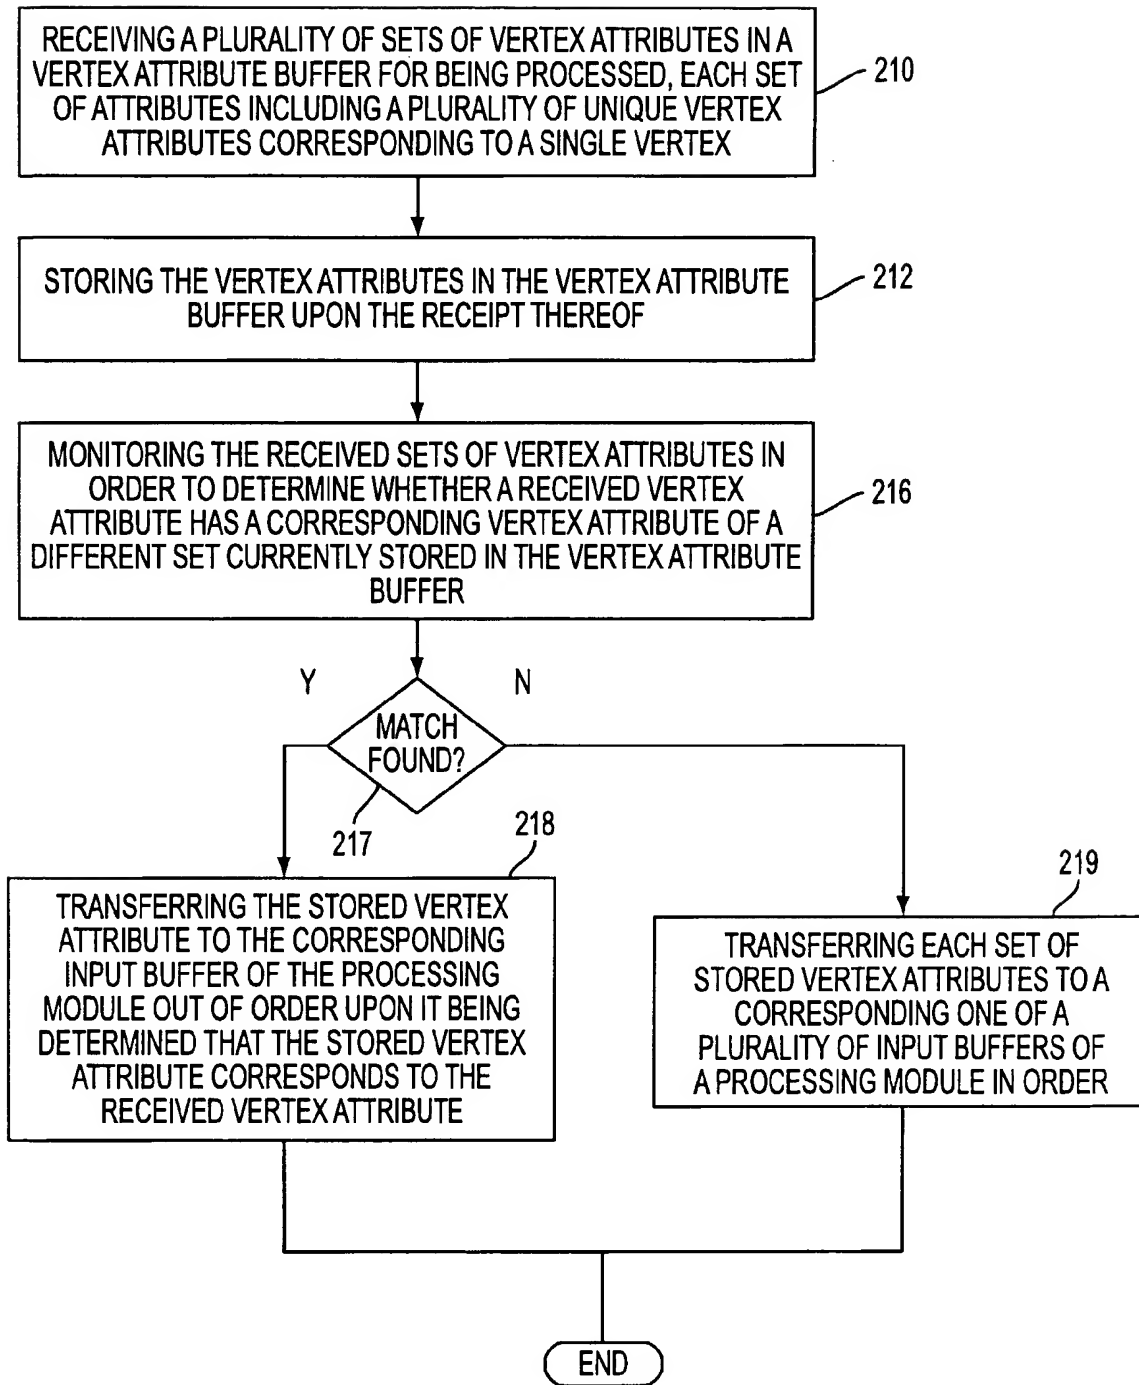 RECEIVING A PLURALITY OF SETS OF VERTEX ATTRIBUTES IN A
VERTEX ATTRIBUTE BUFFER FOR BEING PROCESSED, EACH SET
OF ATTRIBUTES INCLUDING A PLURALITY OF UNIQUE VERTEX
ATTRIBUTES CORRESPONDING TO A SINGLE VERTEX
210
STORING THE VERTEX ATTRIBUTES IN THE VERTEX ATTRIBUTE
BUFFER UPON THE RECEIPT THEREOF
212
MONITORING THE RECEIVED SETS OF VERTEX ATTRIBUTES IN
ORDER TO DETERMINE WHETHER A RECEIVED VERTEX
ATTRIBUTE HAS A CORRESPONDING VERTEX ATTRIBUTE OF A
DIFFERENT SET CURRENTLY STORED IN THE VERTEX ATTRIBUTE
BUFFER
216
Y
N
MATCH
FOUND?
217
218
TRANSFERRING THE STORED VERTEX
ATTRIBUTE TO THE CORRESPONDING
INPUT BUFFER OF THE PROCESSING
MODULE OUT OF ORDER UPON IT BEING
DETERMINED THAT THE STORED VERTEX
ATTRIBUTE CORRESPONDS TO THE
RECEIVED VERTEX ATTRIBUTE
219
TRANSFERRING EACH SET OF
STORED VERTEX ATTRIBUTES TO A
CORRESPONDING ONE OF A
PLURALITY OF INPUT BUFFERS OF
A PROCESSING MODULE IN ORDER
END